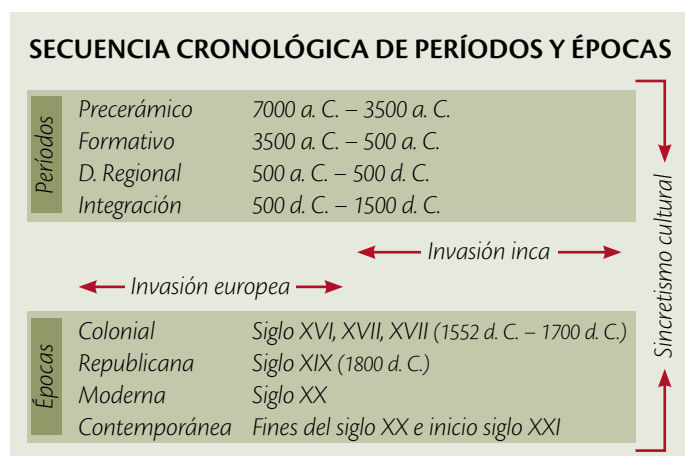 SECUENCIA CRONOLÓGICA DE PERÍODOS Y ÉPOCAS
Períodos
Precerámico 7000 a. C. – 3500 a. C.
Formativo 3500 a. C. – 500 a. C.
D. Regional 500 a. C. – 500 d. C.
Integración 500 d. C. – 1500 d. C.
Invasión inca
Invasión europea
Sincretismo cultural
Épocas
Colonial Siglo XVI, XVII, XVII (1552 d. C. – 1700 d. C.)
Republicana Siglo XIX (1800 d. C.)
Moderna Siglo XX
Contemporánea Fines del siglo XX e inicio siglo XXI